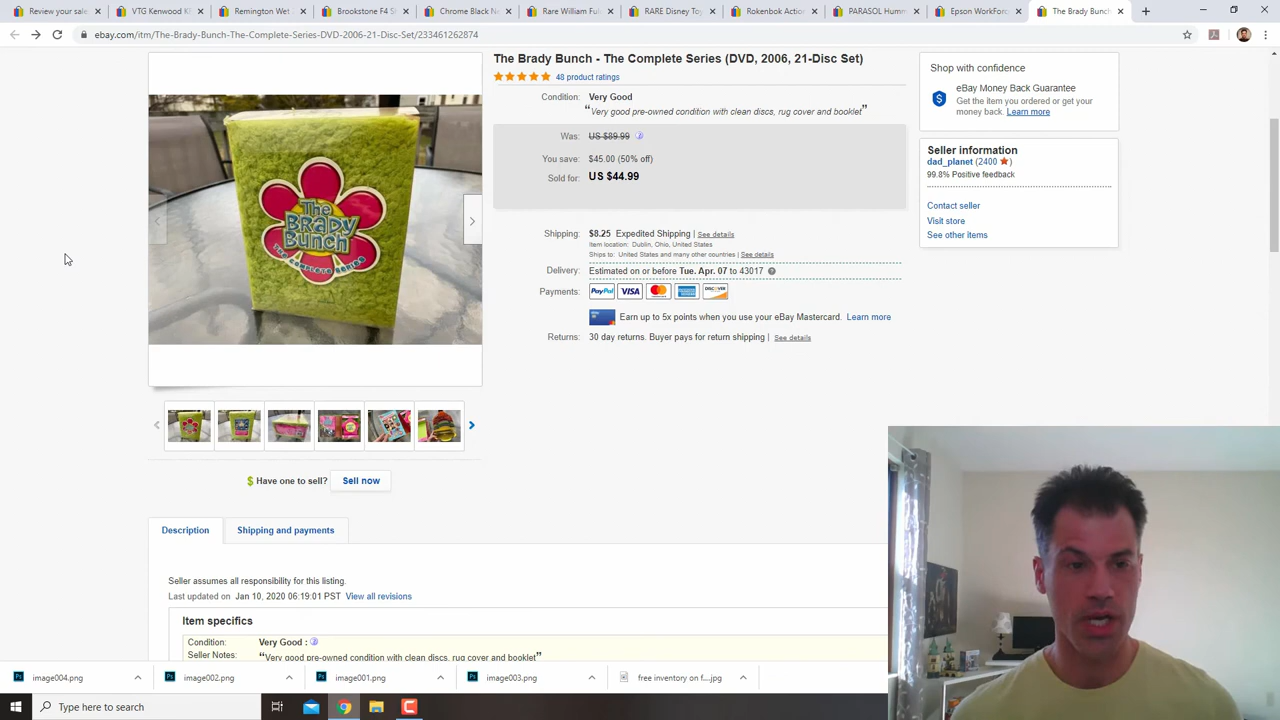 Review your sale
VTG Kenwood K
Remington Wet
Brookstone F4 S
Chrome Black Ne
Rare William Ful
RARE Disney To
Rokenbok Action
PARASOL Hum
Epson WorkFor
The Brady Bunch
ebay.com/itm/The-Brady-Bunch-The-Complete-Series-DVD-2006-21-Disc-Set/233461262874
The Brady Bunch - The Complete Series (DVD, 2006, 21-Disc Set)
48 product ratings
Condition: Very Good
"Very good pre-owned condition with clean discs, rug cover and booklet"
Was: US $89.99
You save: $45.00 (50% off)
Sold for: US $44.99
Shipping: $8.25 Expedited Shipping | See details
Item location: Dublin, Ohio, United States
Ships to: United States and many other countries | See details
Delivery: Estimated on or before Tue. Apr. 07 to 43017
Payments: PayPal VISA
DISCOVER
Earn up to 5x points when you use your eBay Mastercard. Learn more
Returns: 30 day returns. Buyer pays for return shipping | See details
Shop with confidence
eBay Money Back Guarantee
Get the item you ordered or get your
money back. Learn more
Seller information
dad_planet (2400 )
99.8% Positive feedback
Contact seller
Visit store
See other items
The
BRADY
BUNCH
THE COMPLETE SERIES
$ Have one to sell? Sell now
Description
Shipping and payments
Seller assumes all responsibility for this listing.
Last updated on Jan 10, 2020 06:19:01 PST View all revisions
Item specifics
Condition: Very Good :
Seller Notes: "Very good pre-owned condition with clean discs, rug cover and booklet"
image004.png
image002.png
image001.png
image003.png
free inventory on f....jpg
Type here to search